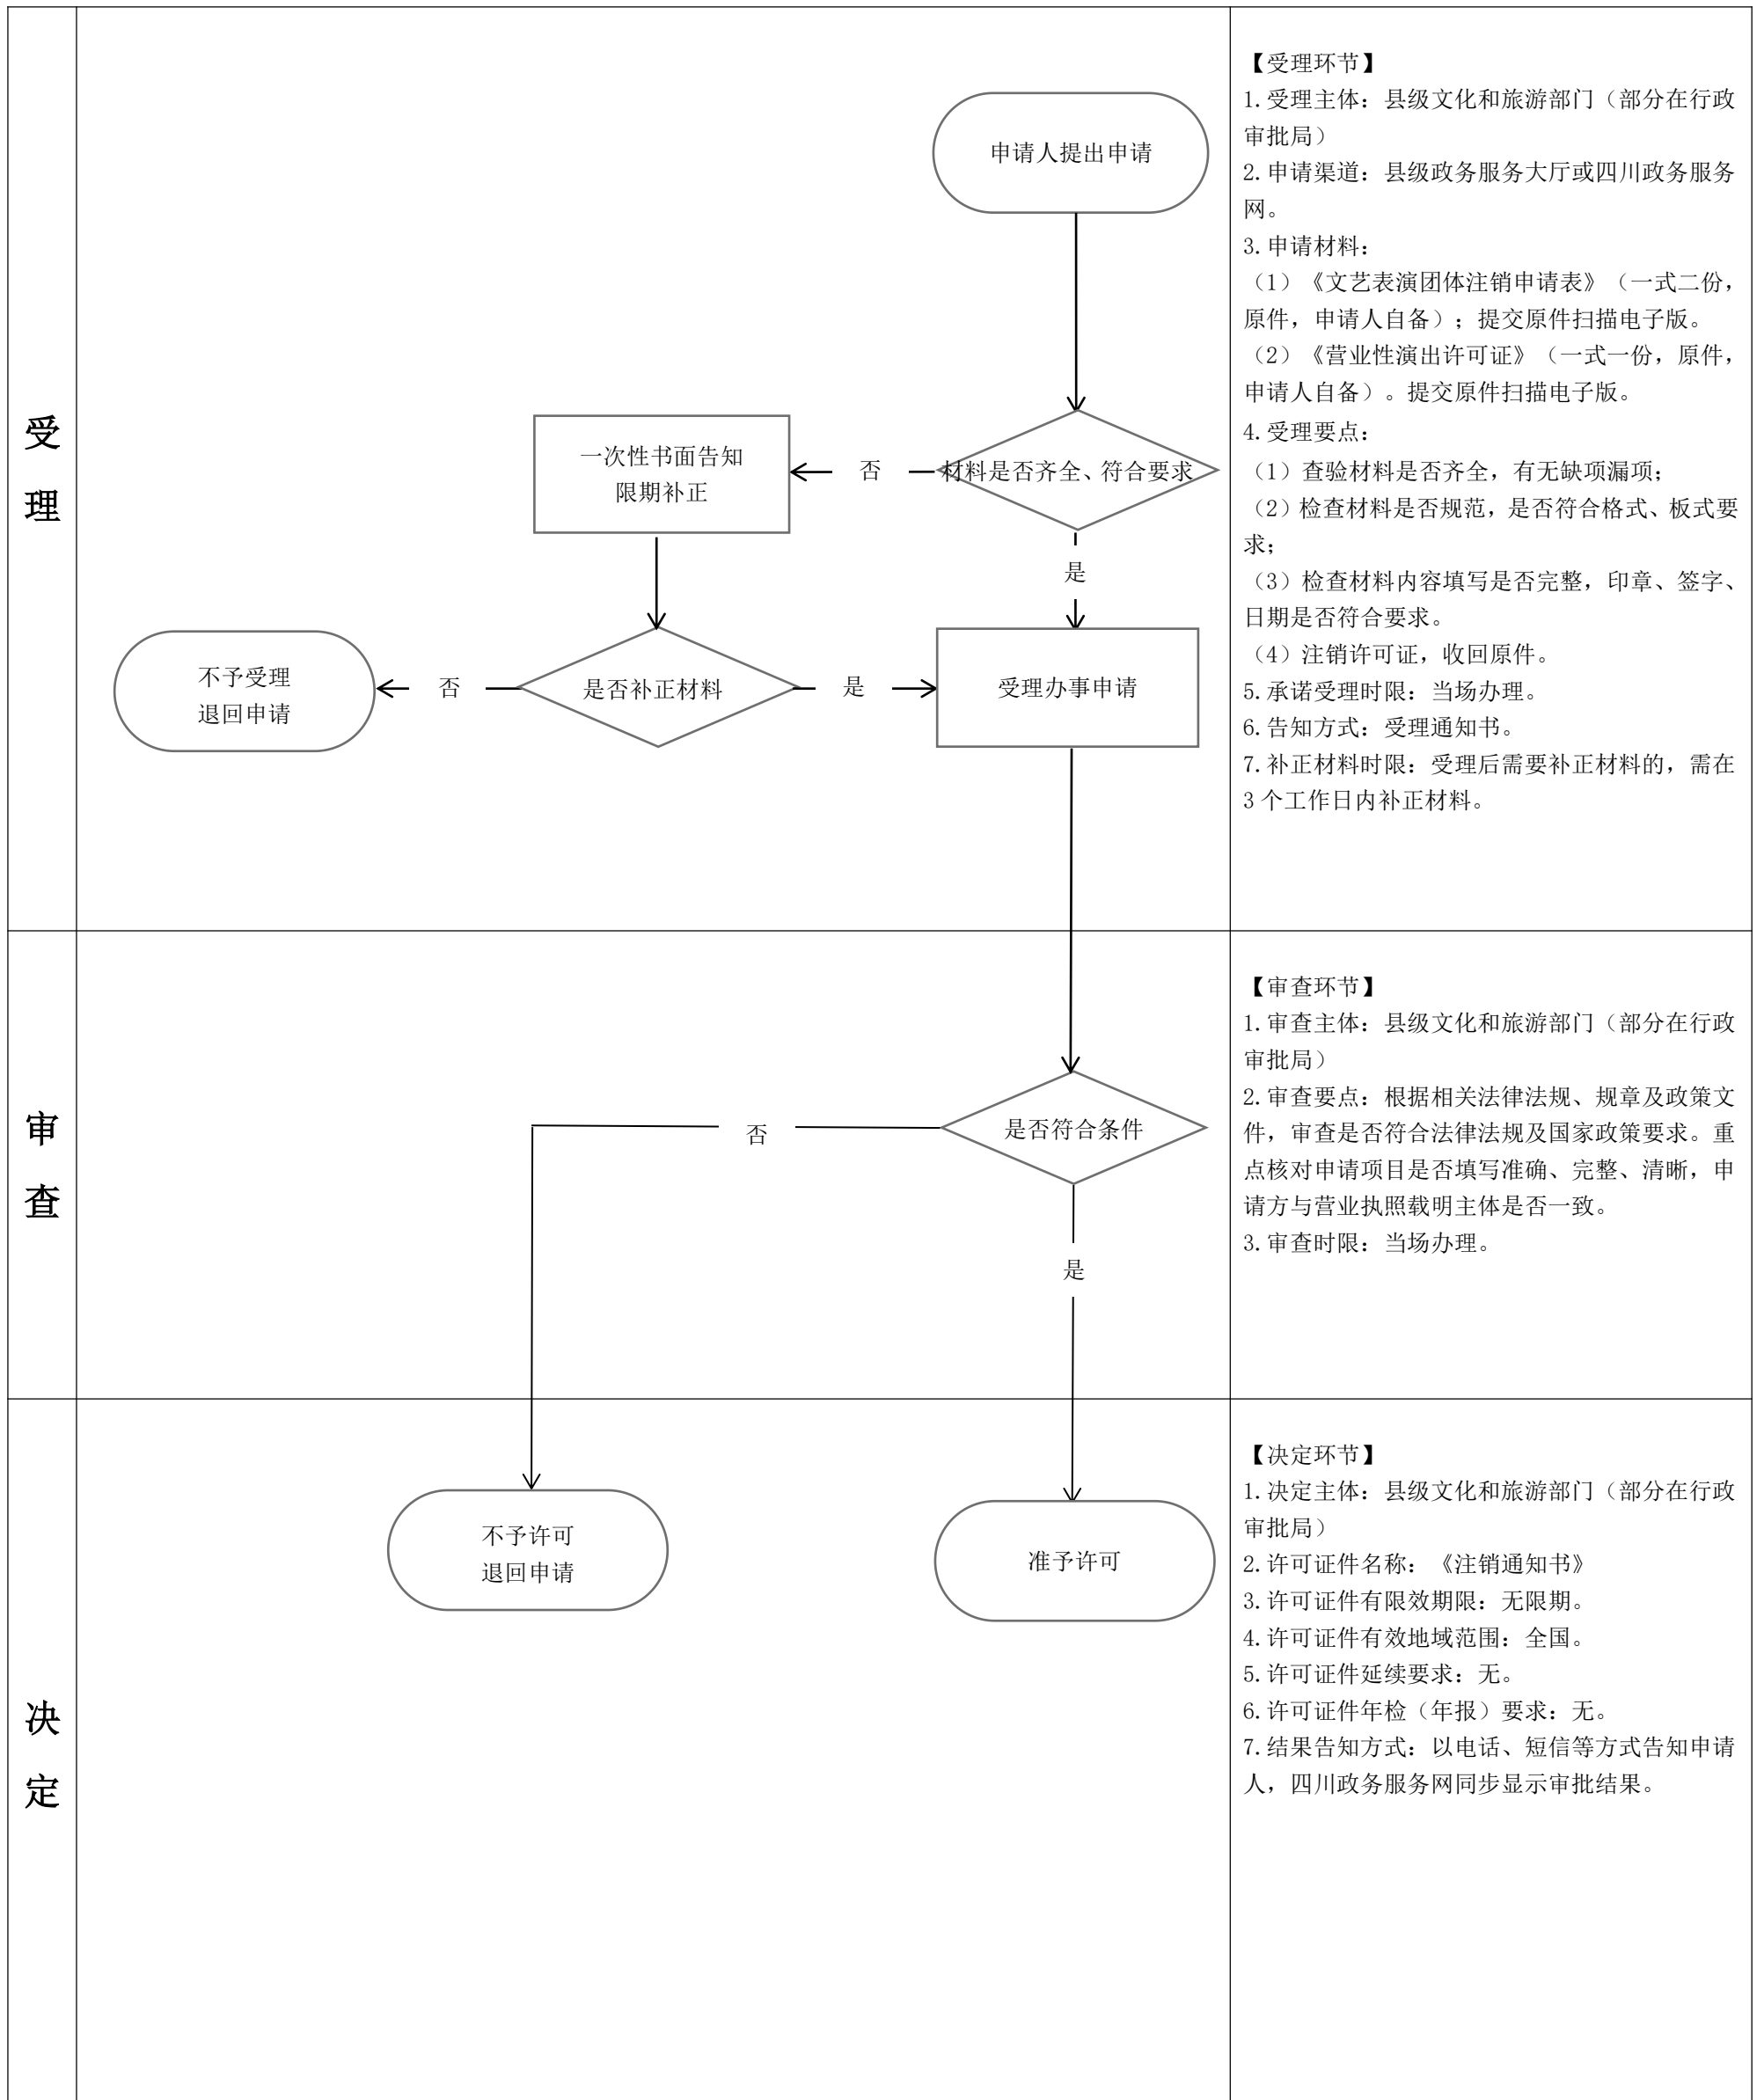 受
理
申请人提出申请
材料是否齐全、符合要求
否
一次性书面告知
限期补正
是
不予受理
退回申请
否
是否补正材料
是
受理办事申请
【受理环节】
1.受理主体：县级文化和旅游部门（部分在行政
审批局）
2.申请渠道：县级政务服务大厅或四川政务服务
网。
3.申请材料：
（1）《文艺表演团体注销申请表》（一式二份，
原件，申请人自备）；提交原件扫描电子版。
（2）《营业性演出许可证》（一式一份，原件，
申请人自备）。提交原件扫描电子版。
4.受理要点：
（1）查验材料是否齐全，有无缺项漏项；
（2）检查材料是否规范，是否符合格式、板式要
求；
（3）检查材料内容填写是否完整，印章、签字、
日期是否符合要求。
（4）注销许可证，收回原件。
5.承诺受理时限：当场办理。
6.告知方式：受理通知书。
7.补正材料时限：受理后需要补正材料的，需在
3 个工作日内补正材料。
审
查
是否符合条件
否
是
【审查环节】
1.审查主体：县级文化和旅游部门（部分在行政
审批局）
2.审查要点：根据相关法律法规、规章及政策文
件，审查是否符合法律法规及国家政策要求。重
点核对申请项目是否填写准确、完整、清晰，申
请方与营业执照载明主体是否一致。
3.审查时限：当场办理。
决
定
不予许可
退回申请
准予许可
【决定环节】
1.决定主体：县级文化和旅游部门（部分在行政
审批局）
2.许可证件名称：《注销通知书》
3.许可证件有限效期限：无限期。
4.许可证件有效地域范围：全国。
5.许可证件延续要求：无。
6.许可证件年检（年报）要求：无。
7.结果告知方式：以电话、短信等方式告知申请
人，四川政务服务网同步显示审批结果。